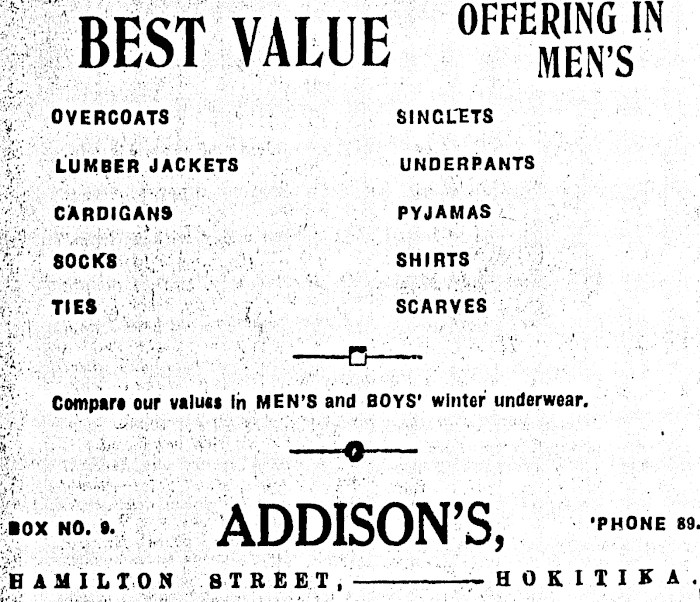 BEST VALUE OFFERING IN MEN'S
OVERCOATS SINGLETS
LUMBER JACKETS UNDERPANTS
CARDIGANS PYJAMAS
SOCKS SHIRTS
TIES SCARVES
Compare our values in MEN'S and BOYS' winter underwear.
BOX NO. 9. ADDISON'S, 'PHONE 89.
HAMILTON STREET, HOKITIKA.